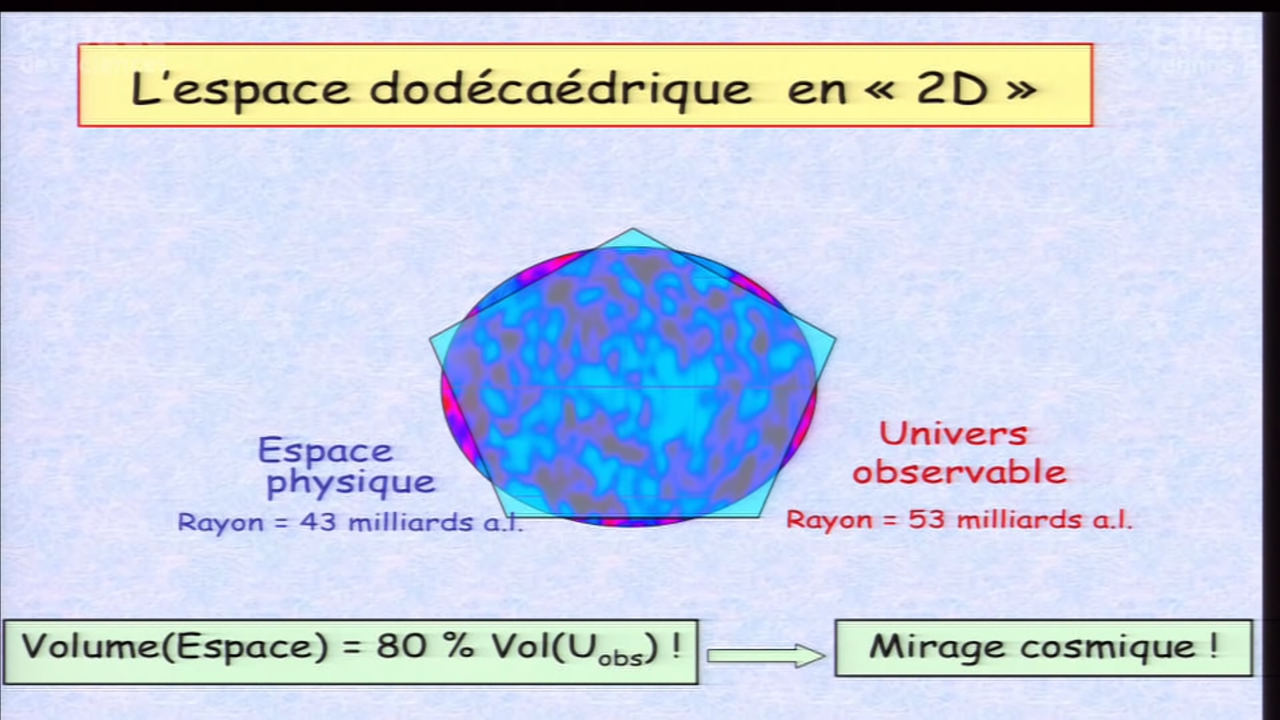 L'espace dodécaédrique en « 2D »
Espace
physique
Rayon = 43 milliards a.l.
Univers
observable
Rayon = 53 milliards a.l.
Volume(Espace) = 80 % Vol(Uobs) !
Mirage cosmique !